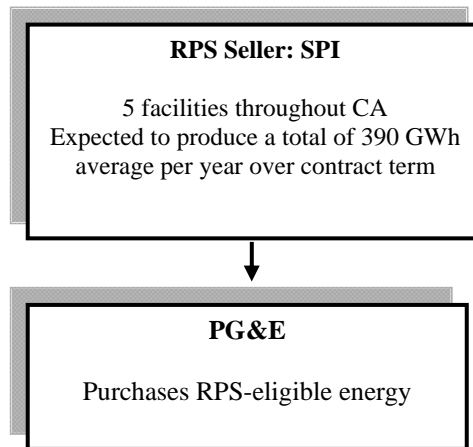 RPS Seller: SPI
5 facilities throughout CA
Expected to produce a total of 390 GWh
average per year over contract term
PG&E
Purchases RPS-eligible energy